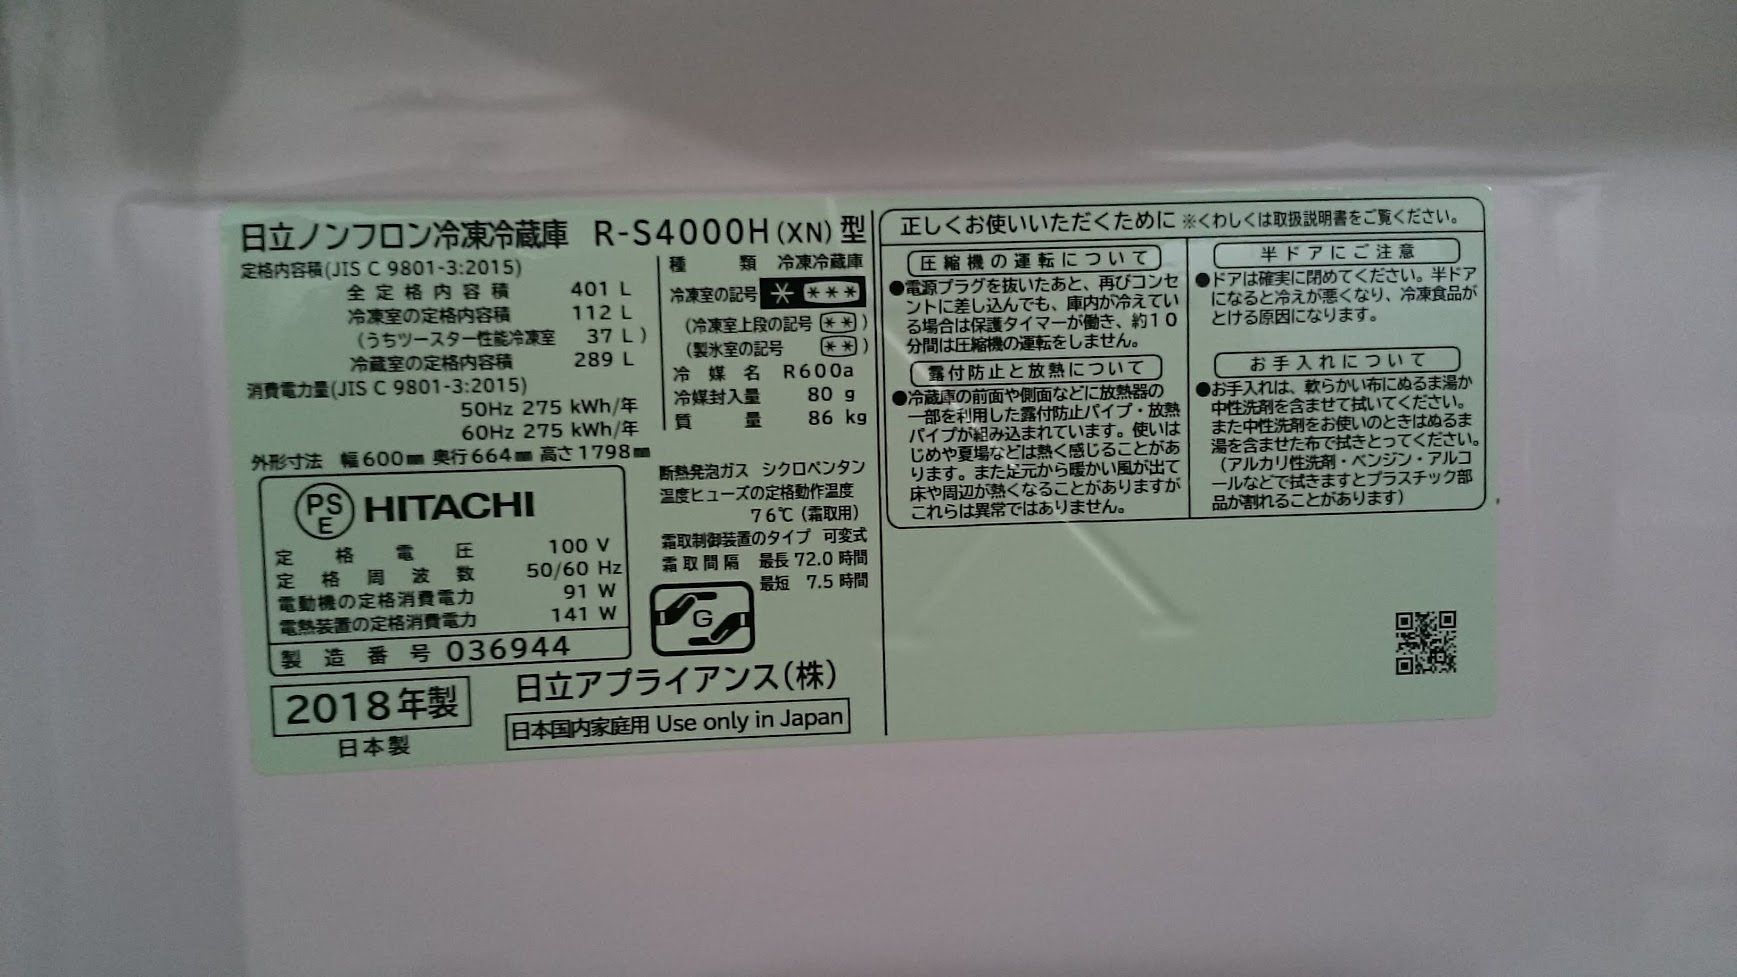 日立ノンフロン冷凍冷蔵庫 R-S4000H(XN)型
定格内容積(JIS C 9801-3:2015)
全定格内容積 401 L
冷凍室の定格内容積 112 L
(うちツースター性能冷凍室 37 L)
冷蔵室の定格内容積 289 L
消費電力量(JIS C 9801-3:2015)
50Hz 275 kWh/年
60Hz 275 kWh/年
外形寸法 幅600㎜ 奥行664㎜ 高さ1798㎜
種類 冷凍冷蔵庫
冷凍室の記号 * ***
(冷凍室上段の記号 **)
(製氷室の記号 **)
冷媒名 R600a
冷媒封入量 80 g
質量 86 kg
PS
E
HITACHI
定格電圧 100 V
定格周波数 50/60 Hz
電動機の定格消費電力 91 W
電熱装置の定格消費電力 141 W
製造番号 036944
2018年製
日本製
断熱発泡ガス シクロペンタン
温度ヒューズの定格動作温度
76℃(霜取用)
霜取制御装置のタイプ 可変式
霜取間隔 最長 72.0 時間
最短 7.5 時間
G
日立アプライアンス(株)
日本国内家庭用 Use only in Japan
正しくお使いいただくために ※くわしくは取扱説明書をご覧ください。
圧縮機の運転について
●電源プラグを抜いたあと、再びコンセ
ントに差し込んでも、庫内が冷えてい
る場合は保護タイマーが働き、約10
分間は圧縮機の運転をしません。
露付防止と放熱について
●冷蔵庫の前面や側面などに放熱器の
一部を利用した露付防止パイプ・放熱
パイプが組み込まれています。使いは
じめや夏場などは熱く感じることがあ
ります。また足元から暖かい風が出て
床や周辺が熱くなることがありますが
これらは異常ではありません。
半ドアにご注意
●ドアは確実に閉めてください。半ドア
になると冷えが悪くなり、冷凍食品が
とける原因になります。
お手入れについて
●お手入れは、軟らかい布にぬるま湯か
中性洗剤を含ませて拭いてください。
また中性洗剤をお使いのときはぬるま
湯を含ませた布で拭きとってください。
(アルカリ性洗剤・ベンジン・アルコ
ールなどで拭きますとプラスチック部
品が割れることがあります)